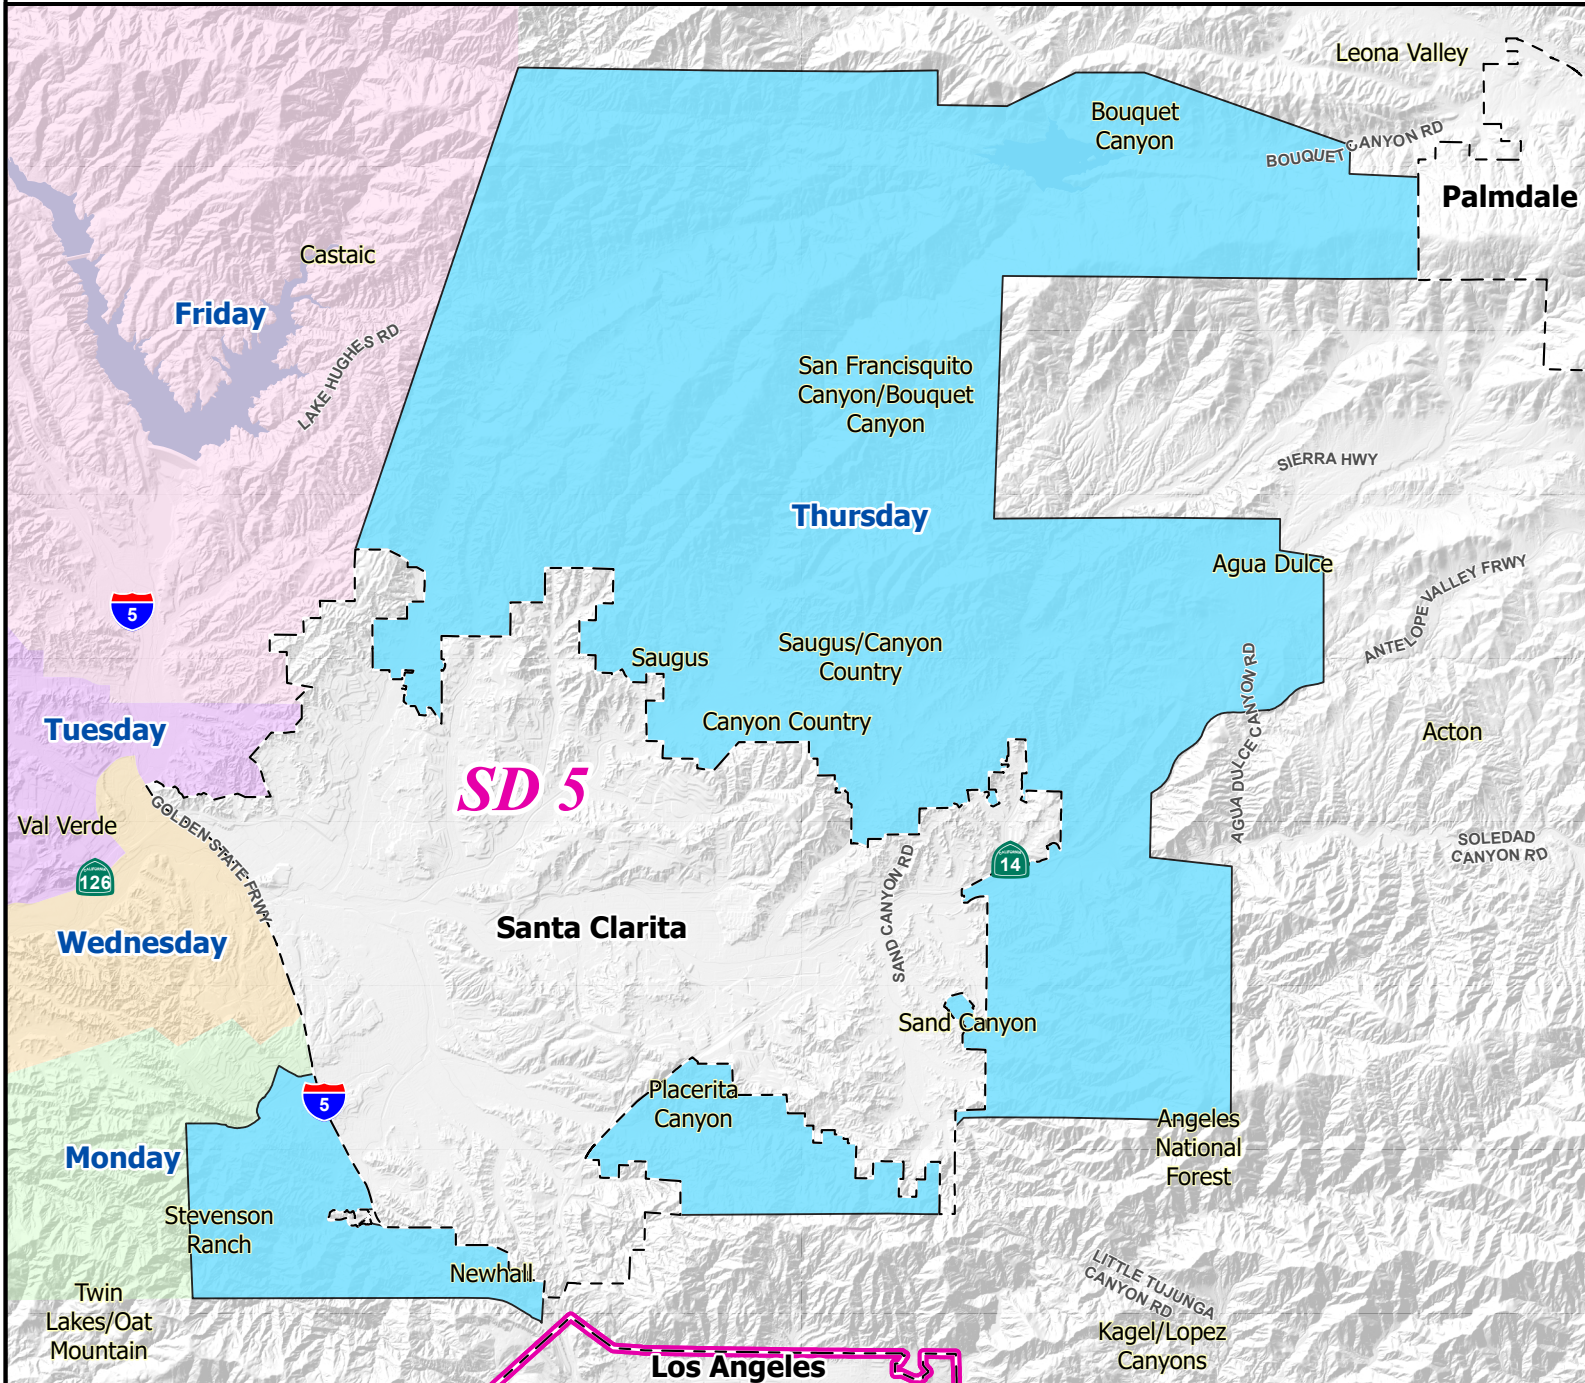 Leona Valley
Bouquet
Canyon
BOUQUET CANYON RD
Palmdale
Castaic
Friday
LAKE HUGHES RD
San Francisquito
Canyon/Bouquet
Canyon
SIERRA HWY
Thursday
Agua Dulce
ANTELOPE VALLEY FRWY
5
Saugus
Saugus/Canyon
Country
AGUA DULCE CANYON RD
Tuesday
Canyon Country
Acton
SD 5
Val Verde
GOLDEN STATE FRWY
SOLEDAD
CANYON RD
CALIFORNIA
126
CALIFORNIA
14
SAND CANYON RD
Santa Clarita
Wednesday
Sand Canyon
5
Placerita
Canyon
Angeles
National
Forest
Monday
Stevenson
Ranch
Newhall
LITTLE TUJUNGA
CANYON RD
Twin
Lakes/Oat
Mountain
Kagel/Lopez
Canyons
Los Angeles